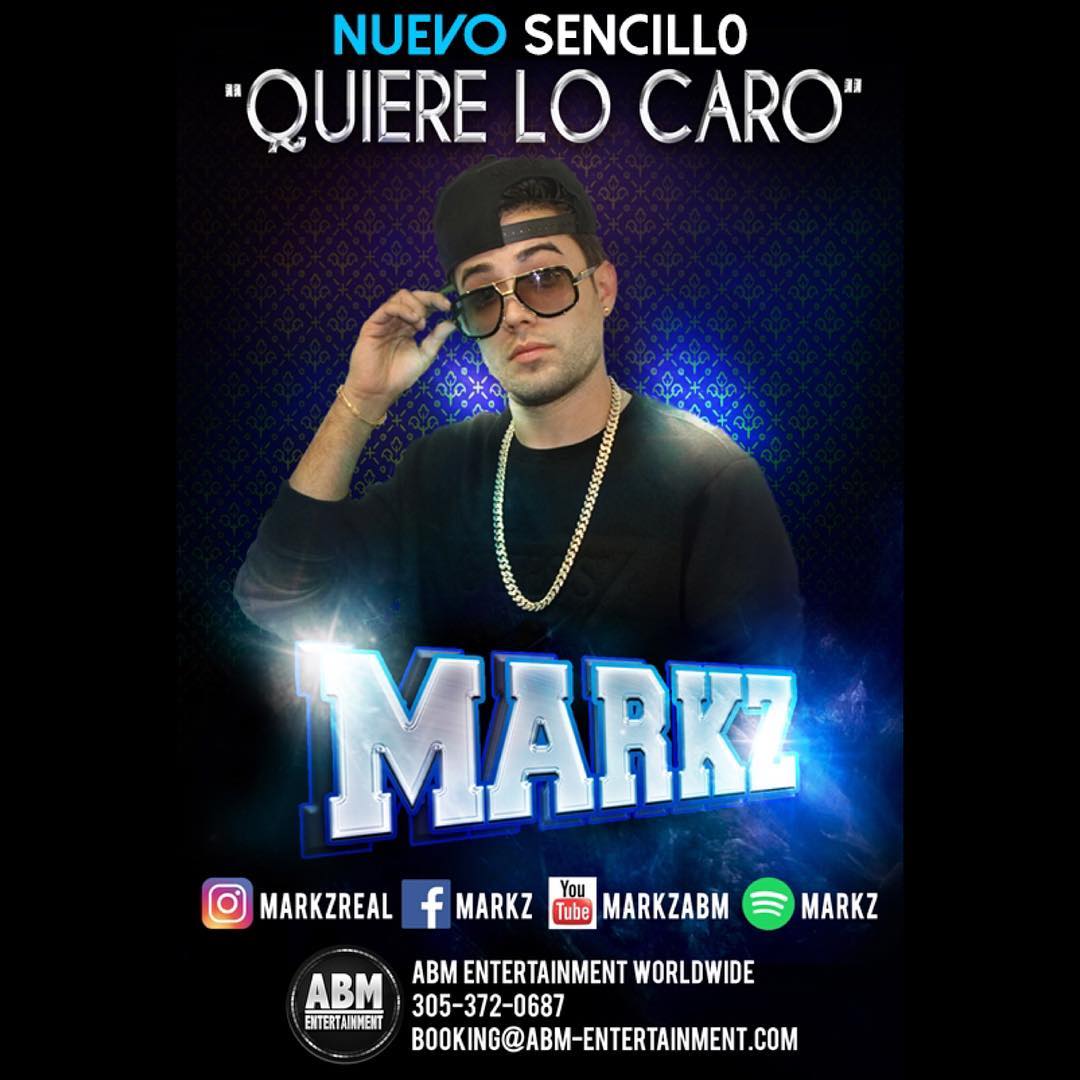 NUEVO SENCILLO
"QUIERE LO CARO"
MARKZ
MARKZREAL MARKZ You Tube MARKZABM MARKZ
ABM ENTERTAINMENT
ABM ENTERTAINMENT WORLDWIDE
305-372-0687
BOOKING@ABM-ENTERTAINMENT.COM